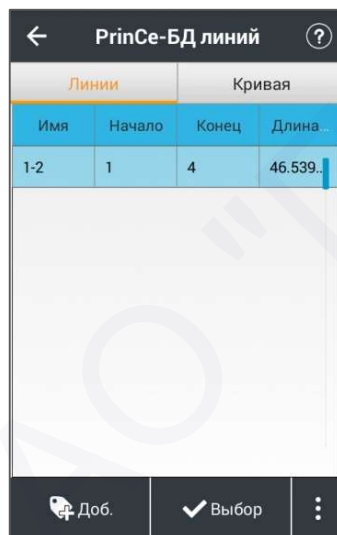 PrinCe-БД линий ?
Линии Кривая
Имя Начало Конец Длина...
1-2 1 4 46.539...
Доб. Выбор